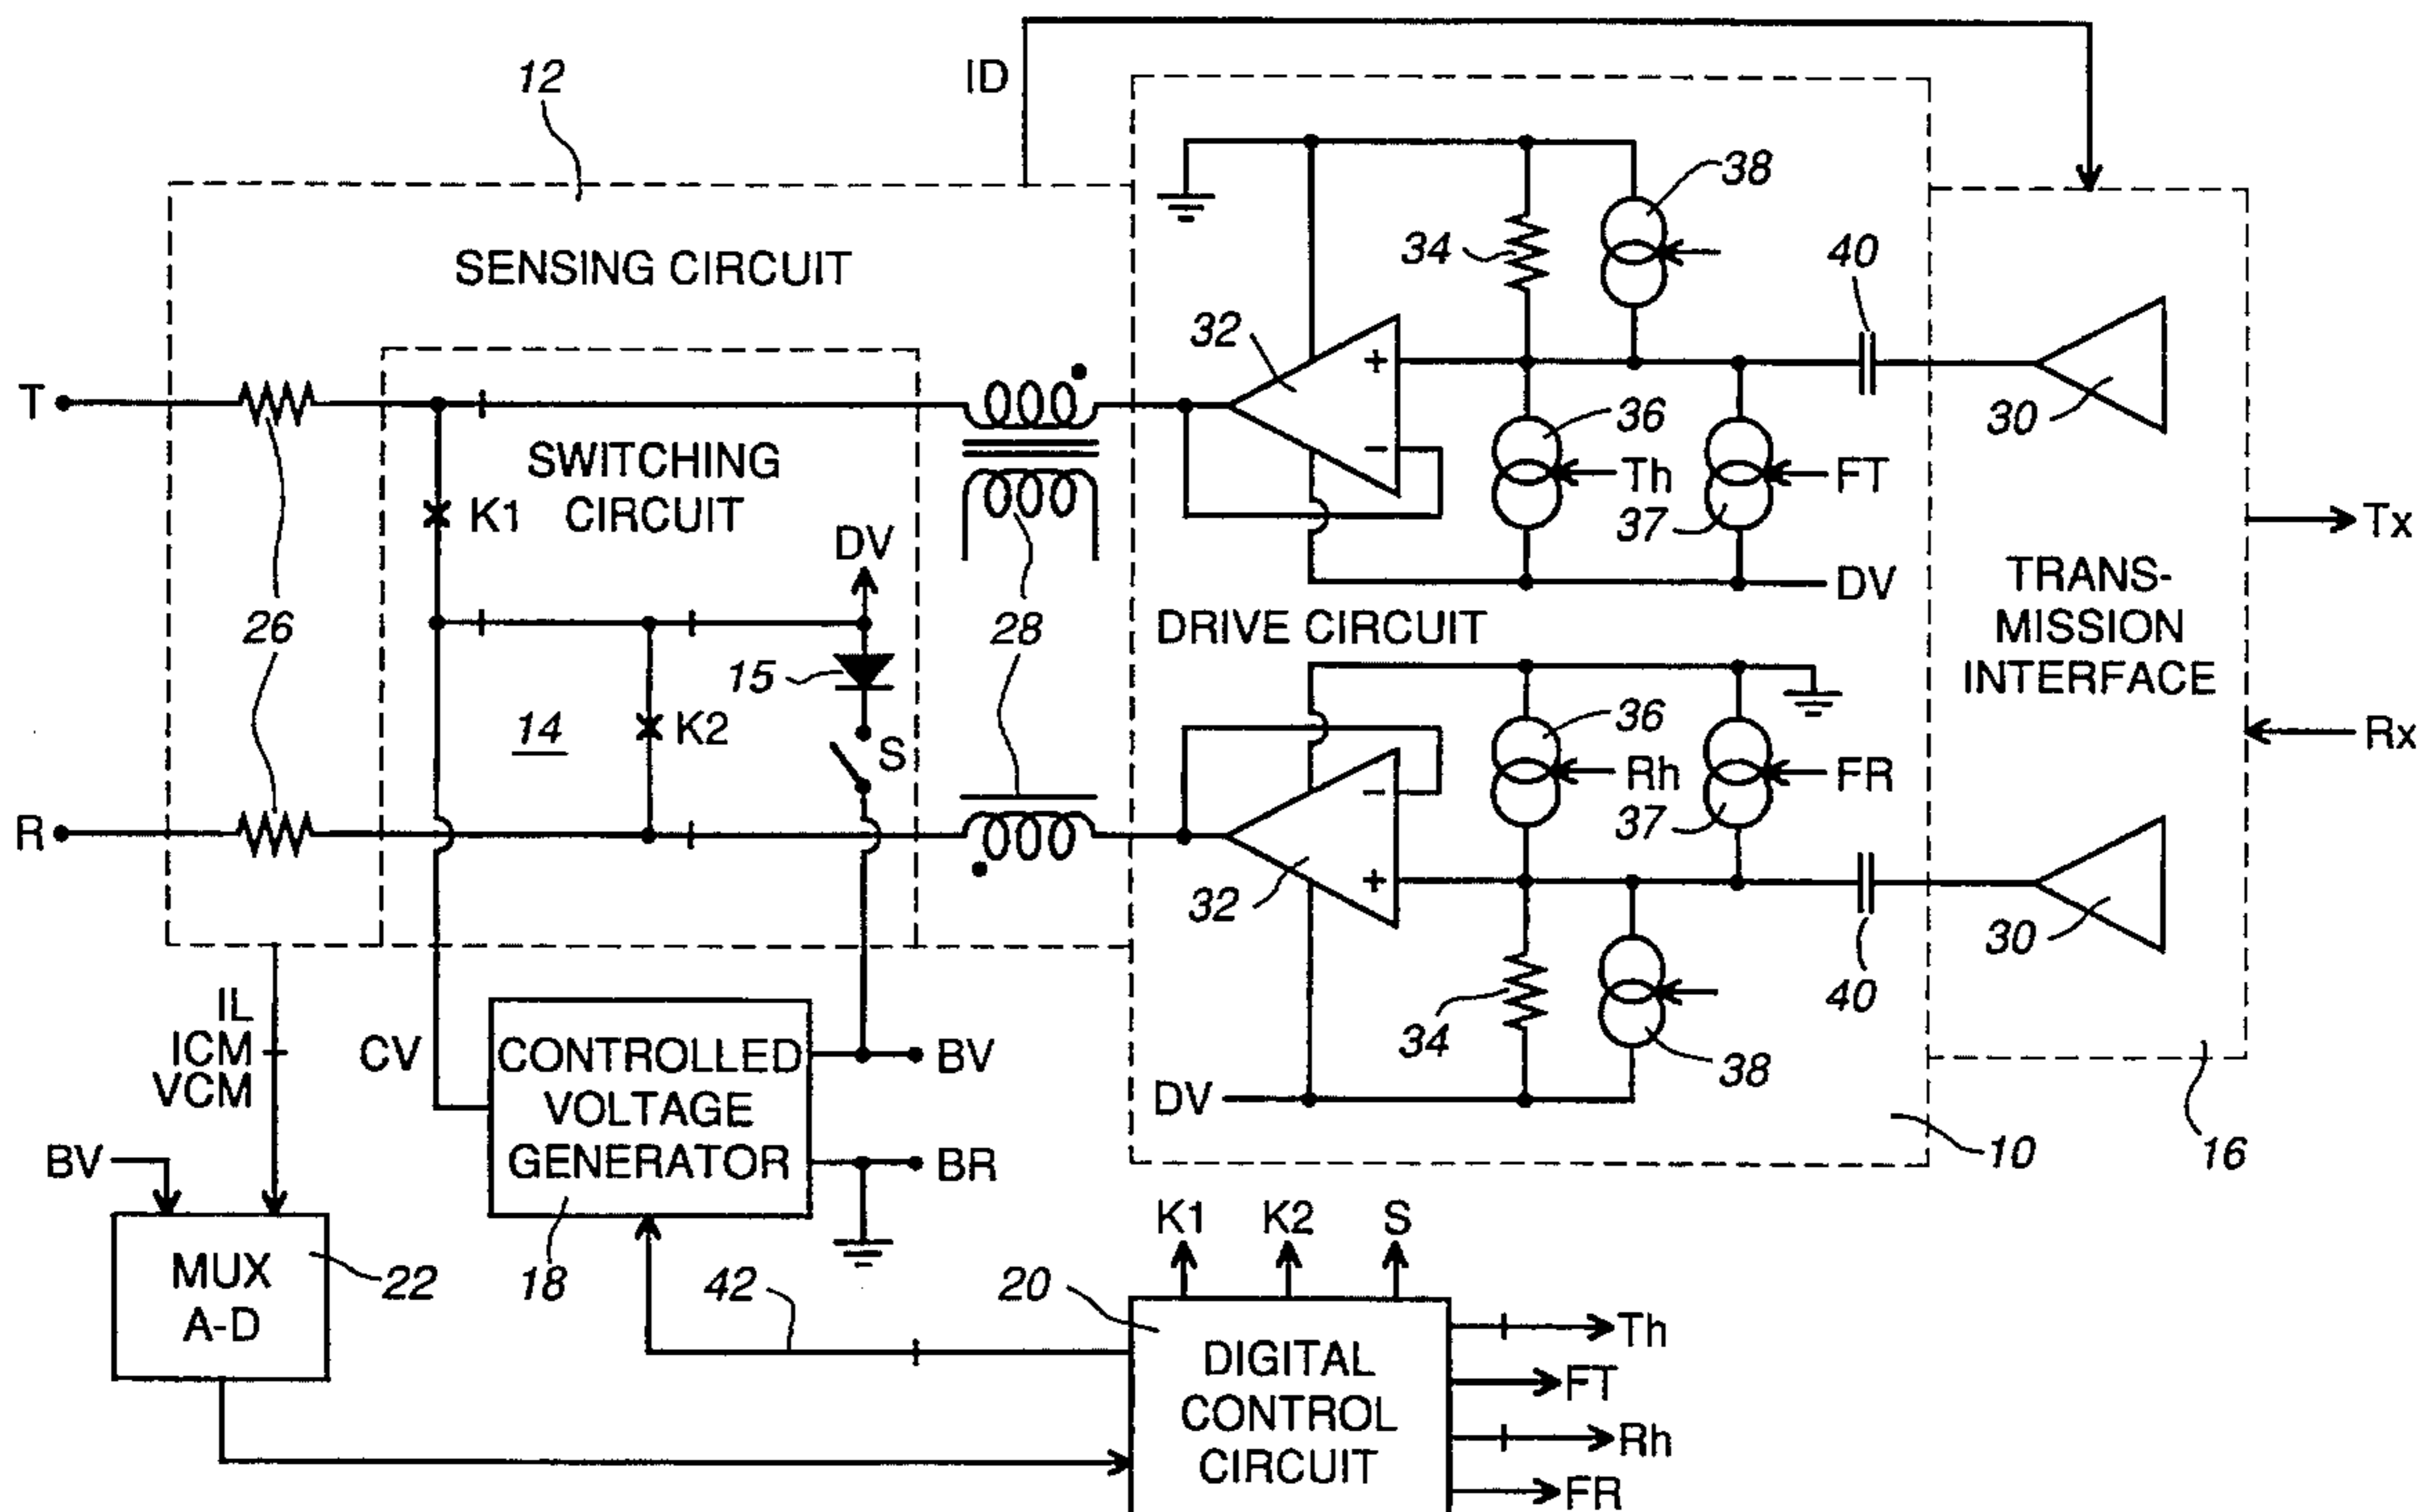 12
ID
38
SENSING CIRCUIT
34
40
32
+
T
30
36
SWITCHING
CIRCUIT
K1
−
Th
FT
37
Tx
DV
DV
TRANS-
MISSION
INTERFACE
26
28
DRIVE CIRCUIT
15
36
14
K2
S
−
Rh
FR
Rx
R
37
+
32
30
40
IL
ICM
VCM
CV
CONTROLLED
VOLTAGE
GENERATOR
BV
34
38
DV
BV
BR
10
16
K1
K2
S
MUX
A-D
22
18
42
20
DIGITAL
CONTROL
CIRCUIT
Th
FT
Rh
FR